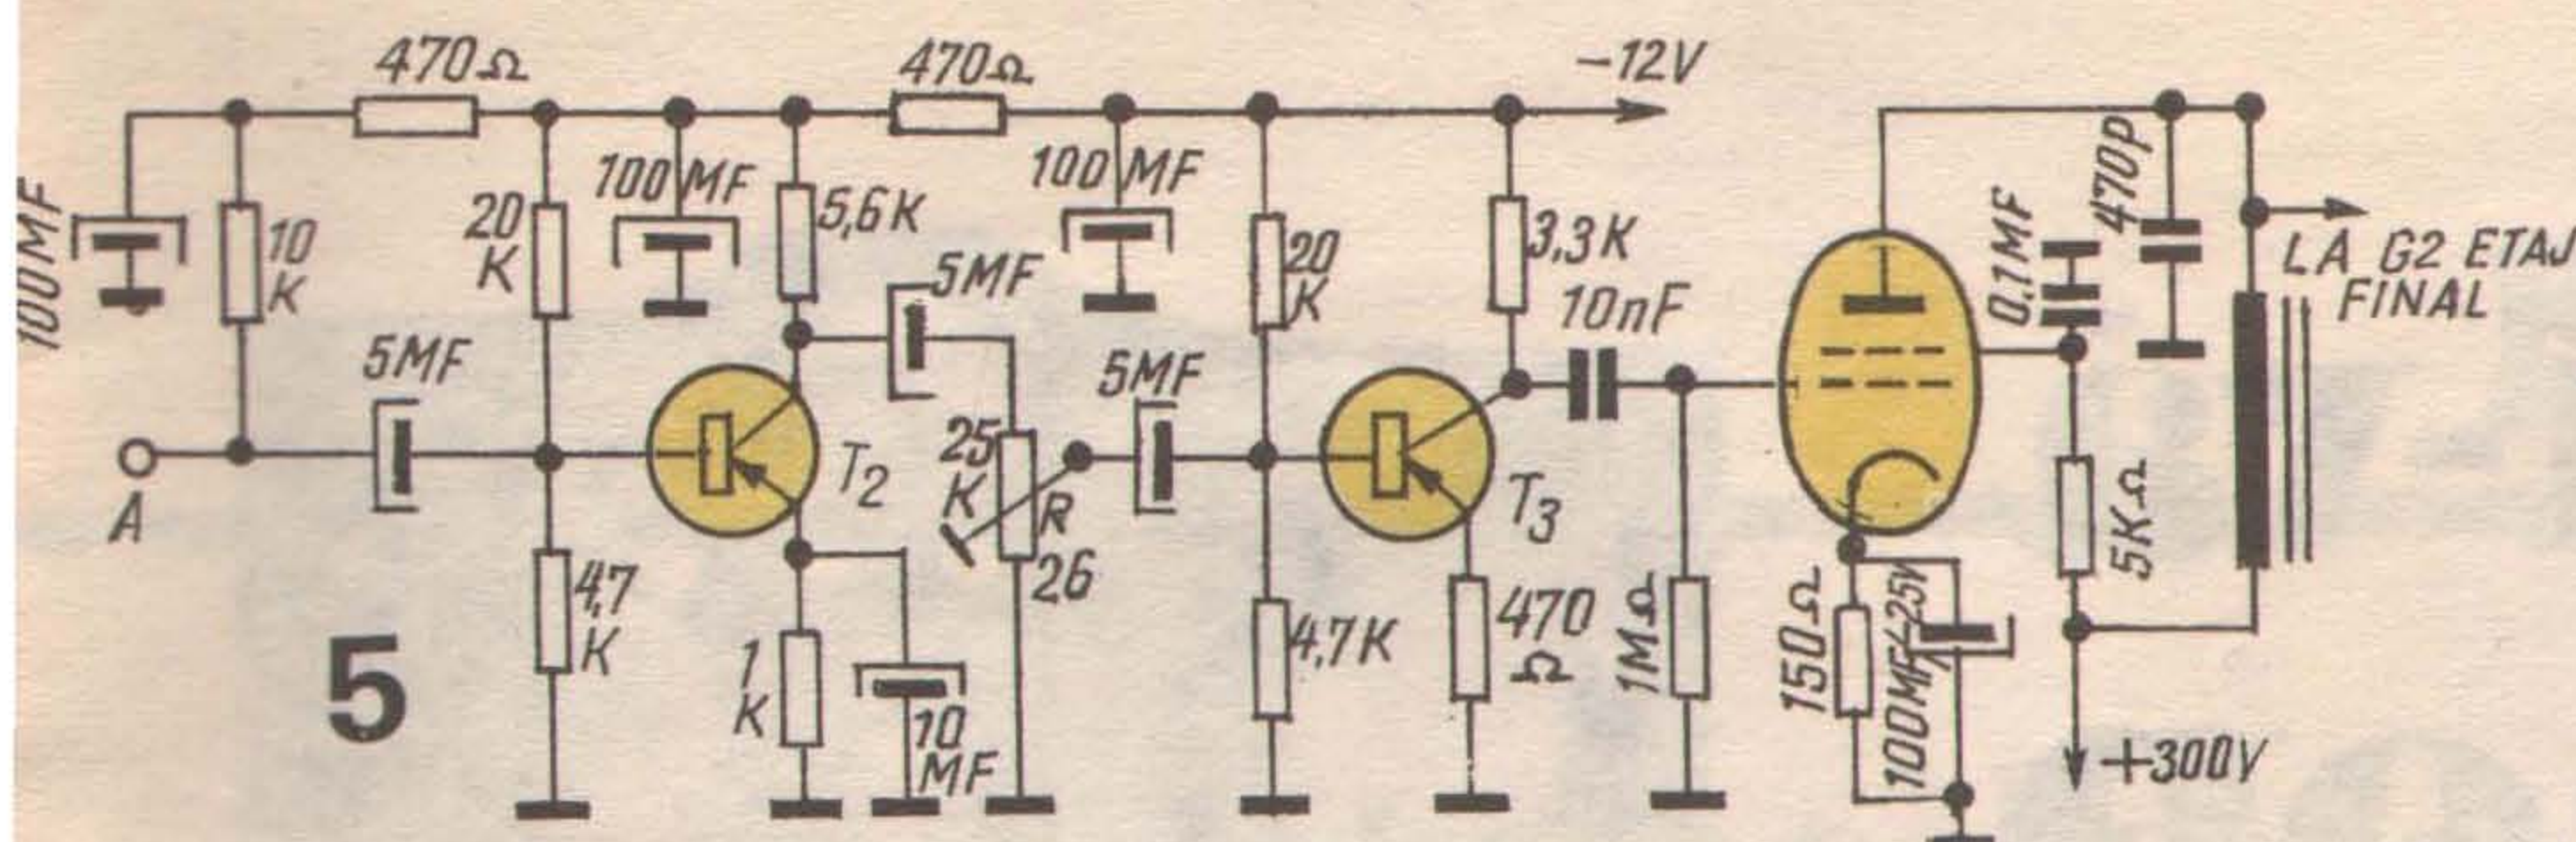 470Ω
470Ω
-12V
100MF
10
K
20
K
100MF
5,6K
100MF
20
K
3,3K
10nF
0,1MF
470p
LA G2 ETAJ
FINAL
5MF
5MF
5MF
A
T2
25
K
R
26
T3
4,7
K
1
K
10
MF
4,7K
470
Ω
1MΩ
150Ω
100MF/25V
5KΩ
+300V
5